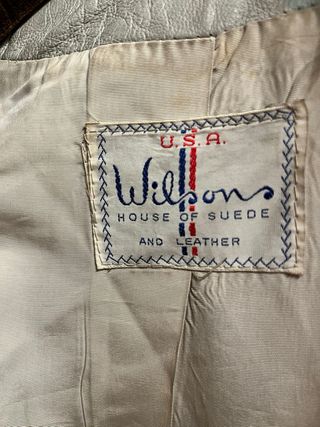 U.S.A.
Wilsons
HOUSE OF SUEDE
AND LEATHER